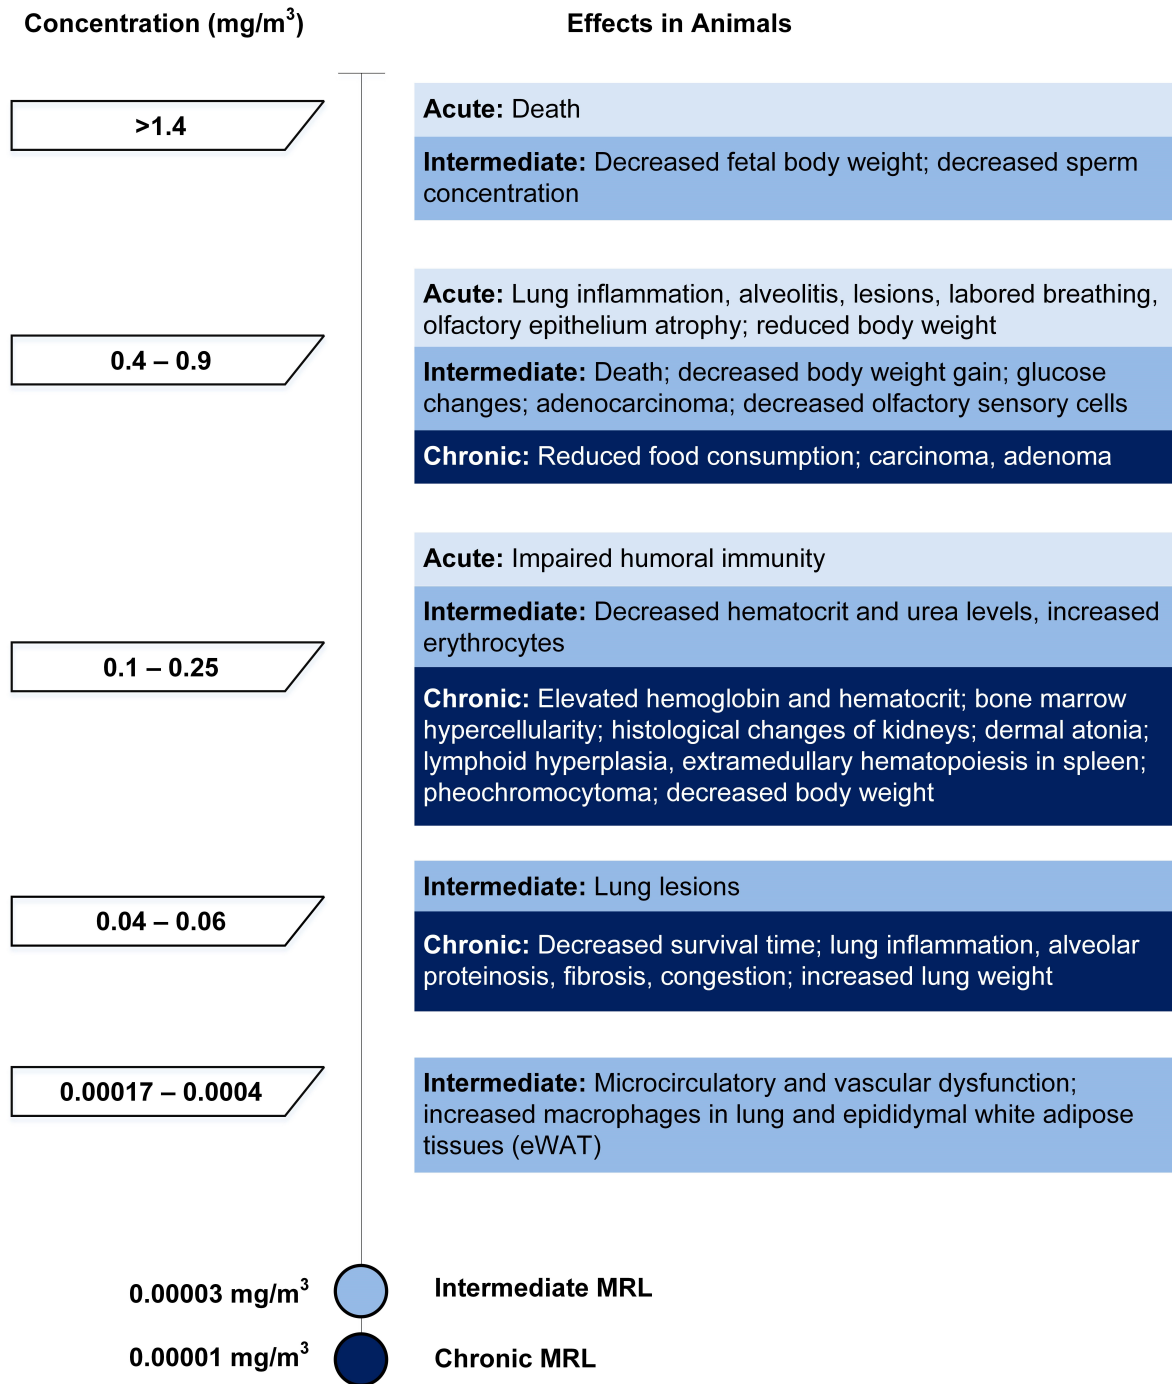 Concentration (mg/m³)
Effects in Animals
>1.4
Acute: Death
Intermediate: Decreased fetal body weight; decreased sperm
concentration
0.4 – 0.9
Acute: Lung inflammation, alveolitis, lesions, labored breathing,
olfactory epithelium atrophy; reduced body weight
Intermediate: Death; decreased body weight gain; glucose
changes; adenocarcinoma; decreased olfactory sensory cells
Chronic: Reduced food consumption; carcinoma, adenoma
0.1 – 0.25
Acute: Impaired humoral immunity
Intermediate: Decreased hematocrit and urea levels, increased
erythrocytes
Chronic: Elevated hemoglobin and hematocrit; bone marrow
hypercellularity; histological changes of kidneys; dermal atonia;
lymphoid hyperplasia, extramedullary hematopoiesis in spleen;
pheochromocytoma; decreased body weight
0.04 – 0.06
Intermediate: Lung lesions
Chronic: Decreased survival time; lung inflammation, alveolar
proteinosis, fibrosis, congestion; increased lung weight
0.00017 – 0.0004
Intermediate: Microcirculatory and vascular dysfunction;
increased macrophages in lung and epididymal white adipose
tissues (eWAT)
0.00003 mg/m³
Intermediate MRL
0.00001 mg/m³
Chronic MRL